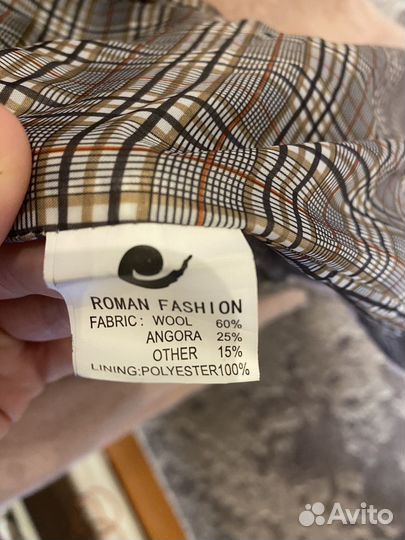 ROMAN FASHION
FABRIC: WOOL 60%
ANGORA 25%
OTHER 15%
LINING:POLYESTER100%
Avito